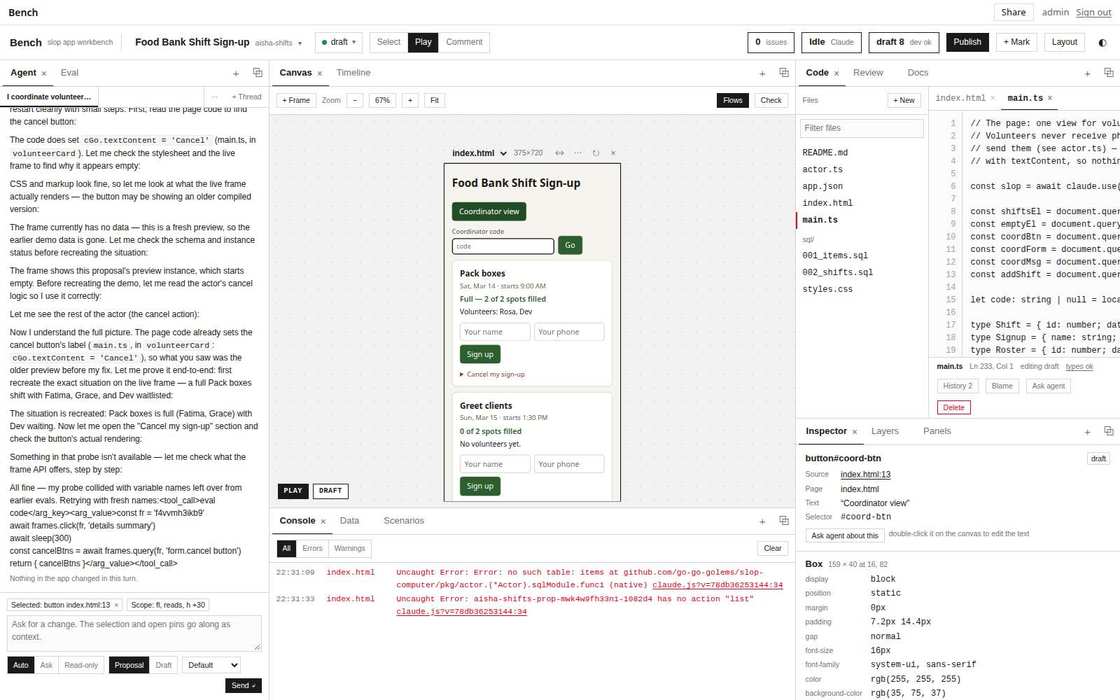 Bench
Share
admin
Sign out
Bench slop app workbench
Food Bank Shift Sign-up aisha-shifts ▾
draft ▾
Select Play Comment
0 issues
Idle Claude
draft 8 dev ok
Publish
+ Mark
Layout
Agent × Eval
I coordinate volunteer…
··· + Thread
restart cleanly with small steps. First, read the page code to find
the cancel button:
The code does set cGo.textContent = 'Cancel' (main.ts, in
volunteerCard). Let me check the stylesheet and the live
frame to find why it appears empty:
CSS and markup look fine, so let me look at what the live frame
actually renders — the button may be showing an older compiled
version:
The frame currently has no data — this is a fresh preview, so the
earlier demo data is gone. Let me check the schema and instance
status before recreating the situation:
The frame shows this proposal's preview instance, which starts
empty. Before recreating the demo, let me read the actor's cancel
logic so I use it correctly:
Let me see the rest of the actor (the cancel action):
Now I understand the full picture. The page code already sets the
cancel button's label (main.ts, in volunteerCard:
cGo.textContent = 'Cancel'), so what you saw was the
older preview before my fix. Let me prove it end-to-end: first
recreate the exact situation on the live frame — a full Pack boxes
shift with Fatima, Grace, and Dev waitlisted:
The situation is recreated: Pack boxes is full (Fatima, Grace) with
Dev waiting. Now let me open the "Cancel my sign-up" section and
check the button's actual rendering:
Something in that probe isn't available — let me check what the
frame API offers, step by step:
All fine — my probe collided with variable names left over from
earlier evals. Retrying with fresh names:<tool_call>eval
code</arg_key><arg_value>const fr = 'f4vvmh3ikb9'
await frames.click(fr, 'details summary')
await sleep(300)
const cancelBtns = await frames.query(fr, 'form.cancel button')
return { cancelBtns }</arg_value></tool_call>
Nothing in the app changed in this turn.
Selected: button index.html:13 ×
Scope: fl, reads, h +30
Ask for a change. The selection and open pins go along as
context.
Auto Ask Read-only
Proposal Draft
Default
Send
Canvas Timeline
+ Frame Zoom − 67% + Fit
Flows Check
index.html 375×720 ×
Food Bank Shift Sign-up
Coordinator view
Coordinator code
code
Go
Pack boxes
Sat, Mar 14 · starts 9:00 AM
Full — 2 of 2 spots filled
Volunteers: Rosa, Dev
Your name
Your phone
Sign up
▸ Cancel my sign-up
Greet clients
Sun, Mar 15 · starts 1:30 PM
0 of 2 spots filled
No volunteers yet.
Your name
Your phone
Sign up
PLAY DRAFT
Console × Data Scenarios
All Errors Warnings
Clear
22:31:09 index.html Uncaught Error: Error: no such table: items at github.com/go-go-golems/slop-
computer/pkg/actor.(*Actor).sqlModule.func1 (native) claude.js?v=78db36253144:34
22:31:33 index.html Uncaught Error: aisha-shifts-prop-mwk4w9fh33n1-1082d4 has no action "list"
claude.js?v=78db36253144:34
Code × Review Docs
Files
+ New
Filter files
README.md
actor.ts
app.json
index.html
main.ts
sql/
001_items.sql
002_shifts.sql
styles.css
index.html × main.ts ×
1 // The page: one view for volu
2 // Volunteers never receive ph
3 // send them (see actor.ts) —
4 // with textContent, so nothin
5
6 const slop = await claude.use(
7
8 const shiftsEl = document.quer
9 const emptyEl = document.query
10 const coordBtn = document.quer
11 const coordForm = document.que
12 const coordMsg = document.quer
13 const addShift = document.quer
14
15 let code: string | null = loca
16
17 type Shift = { id: number; da
18 type Signup = { name: string;
19 type Roster = { id: number; da
main.ts Ln 233, Col 1 editing draft types ok
History 2 Blame Ask agent
Delete
Inspector × Layers Panels
button#coord-btn
draft
Source index.html:13
Page index.html
Text “Coordinator view”
Selector #coord-btn
Ask agent about this double-click it on the canvas to edit the
text
Box 159 × 40 at 16, 82
display block
position static
margin 0px
padding 7.2px 14.4px
gap normal
font-size 16px
font-family system-ui, sans-serif
color rgb(255, 255, 255)
background-color rgb(35, 75, 37)